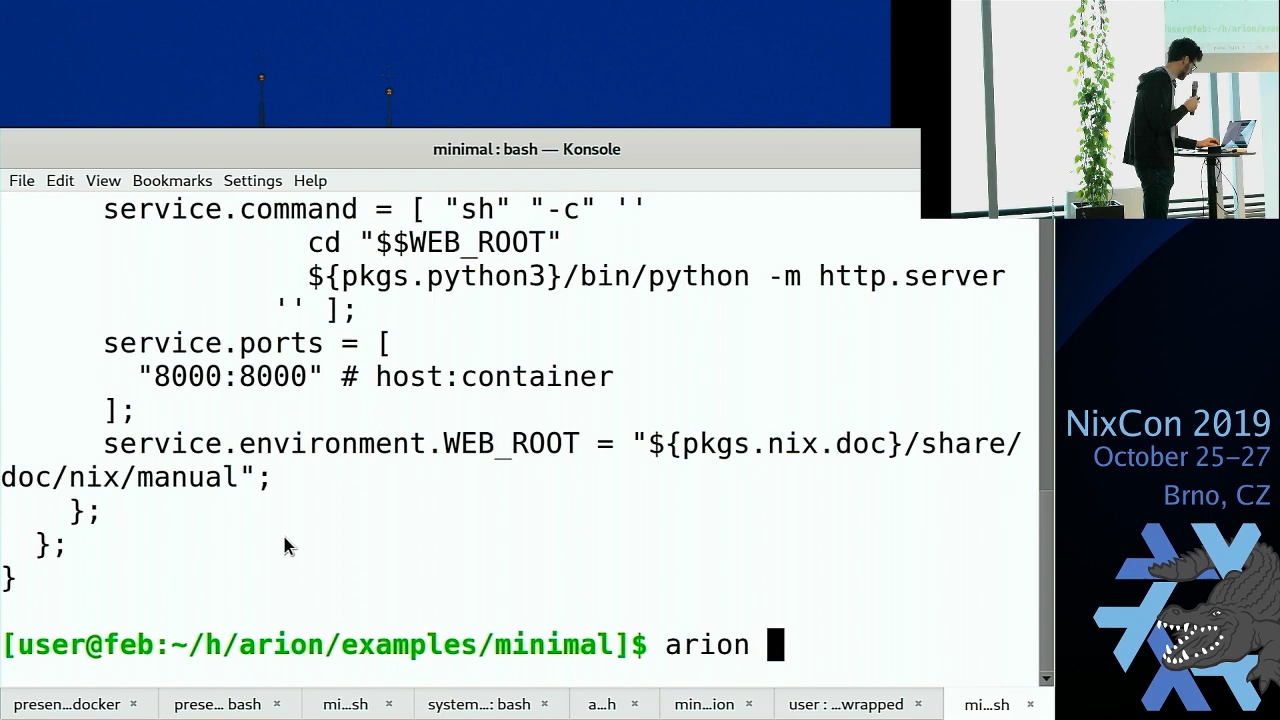 minimal : bash — Konsole
File Edit View Bookmarks Settings Help
service.command = [ "sh" "-c" ''
cd "$$WEB_ROOT"
${pkgs.python3}/bin/python -m http.server
'' ];
service.ports = [
"8000:8000" # host:container
];
service.environment.WEB_ROOT = "${pkgs.nix.doc}/share/
doc/nix/manual";
};
};
}
[user@feb:~/h/arion/examples/minimal]$ arion
presen...docker prese... bash mi...sh system...: bash a...h min...ion user : ...wrapped mi...sh
NixCon 2019
October 25–27
Brno, CZ